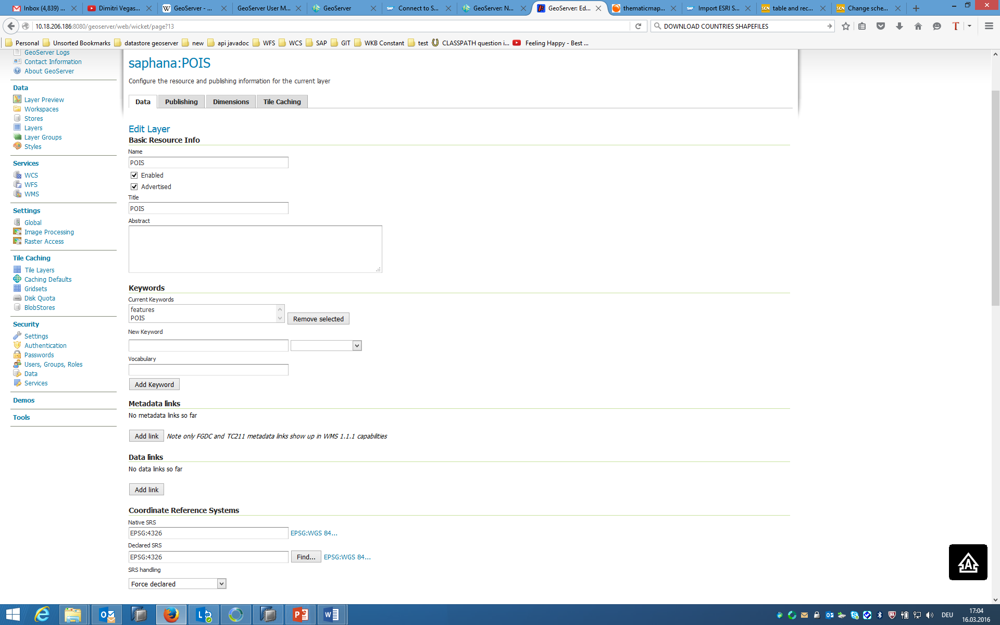 Inbox (4,839) ... Dimitri Vegas... GeoServer - ... GeoServer User M... GeoServer Connect to S... GeoServer: N... GeoServer: Ed... thematicmap... Import ESRI S... table and rec... Change sche...
10.18.206.186:8080/geoserver/web/wicket/page?13 DOWNLOAD COUNTRIES SHAPEFILES
Personal Unsorted Bookmarks datastore geoserver new api javadoc WFS WCS SAP GIT WKB Constant test CLASSPATH question i... Feeling Happy - Best ...
GeoServer Logs
Contact Information
About GeoServer
Data
Layer Preview
Workspaces
Stores
Layers
Layer Groups
Styles
Services
WCS
WFS
WMS
Settings
Global
Image Processing
Raster Access
Tile Caching
Tile Layers
Caching Defaults
Gridsets
Disk Quota
BlobStores
Security
Settings
Authentication
Passwords
Users, Groups, Roles
Data
Services
Demos
Tools
saphana:POIS
Configure the resource and publishing information for the current layer
Data Publishing Dimensions Tile Caching
Edit Layer
Basic Resource Info
Name
POIS
Enabled
Advertised
Title
POIS
Abstract
Keywords
Current Keywords
features
POIS
Remove selected
New Keyword
Vocabulary
Add Keyword
Metadata links
No metadata links so far
Add link Note only FGDC and TC211 metadata links show up in WMS 1.1.1 capabilities
Data links
No data links so far
Add link
Coordinate Reference Systems
Native SRS
EPSG:4326 EPSG:WGS 84...
Declared SRS
EPSG:4326 Find... EPSG:WGS 84...
SRS handling
Force declared
DEU 17:04
16.03.2016